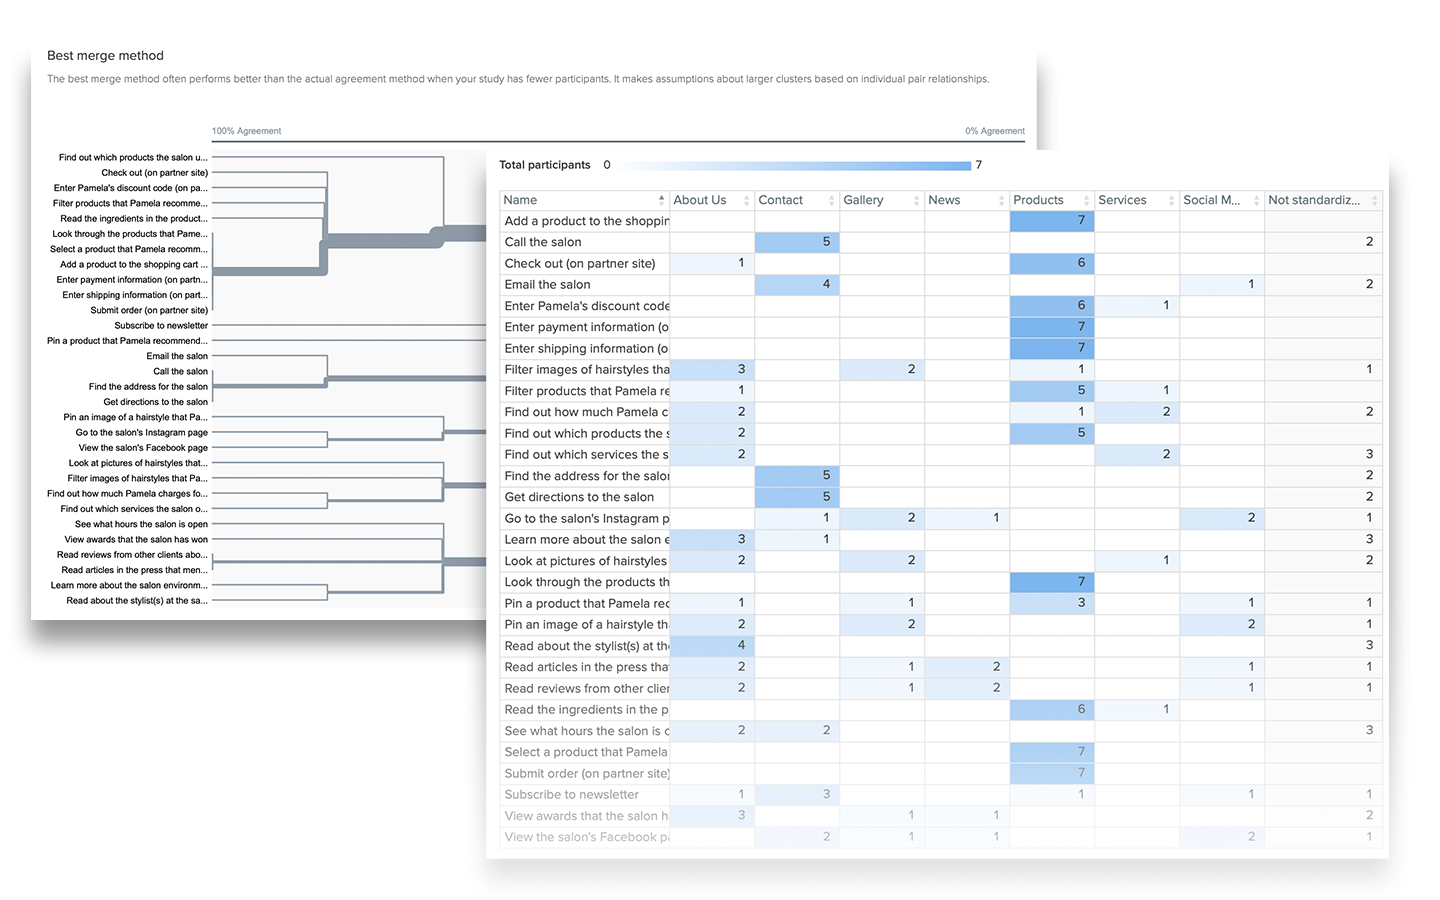 Best merge method
The best merge method often performs better than the actual agreement method when your study has fewer participants. It makes assumptions about larger clusters based on individual pair relationships.
100% Agreement 0% Agreement
Find out which products the salon u...
Check out (on partner site)
Enter Pamela's discount code (on pa...
Filter products that Pamela recomme...
Read the ingredients in the product...
Look through the products that Pame...
Select a product that Pamela recomm...
Add a product to the shopping cart ...
Enter payment information (on partn...
Enter shipping information (on part...
Submit order (on partner site)
Subscribe to newsletter
Pin a product that Pamela recommend...
Email the salon
Call the salon
Find the address for the salon
Get directions to the salon
Pin an image of a hairstyle that Pa...
Go to the salon's Instagram page
View the salon's Facebook page
Look at pictures of hairstyles that...
Filter images of hairstyles that Pa...
Find out how much Pamela charges fo...
Find out which services the salon o...
See what hours the salon is open
View awards that the salon has won
Read reviews from other clients abo...
Read articles in the press that men...
Learn more about the salon environm...
Read about the stylist(s) at the sa...
Total participants 0 7
Name About Us Contact Gallery News Products Services Social M... Not standardiz...
Add a product to the shoppin 7
Call the salon 5 2
Check out (on partner site) 1 6
Email the salon 4 1 2
Enter Pamela's discount code 6 1
Enter payment information (o 7
Enter shipping information (o 7
Filter images of hairstyles tha 3 2 1 1
Filter products that Pamela re 1 5 1
Find out how much Pamela c 2 1 2 2
Find out which products the s 2 5
Find out which services the s 2 2 3
Find the address for the salon 5 2
Get directions to the salon 5 2
Go to the salon's Instagram p 1 2 1 2 1
Learn more about the salon e 3 1 3
Look at pictures of hairstyles 2 2 1 2
Look through the products th 7
Pin a product that Pamela rec 1 1 3 1 1
Pin an image of a hairstyle th 2 2 2 1
Read about the stylist(s) at the 4 3
Read articles in the press tha 2 1 2 1 1
Read reviews from other clier 2 1 2 1 1
Read the ingredients in the p 6 1
See what hours the salon is o 2 2 3
Select a product that Pamela 7
Submit order (on partner site) 7
Subscribe to newsletter 1 3 1 1 1
View awards that the salon h 3 1 1 2
View the salon's Facebook pa 2 1 1 2 1